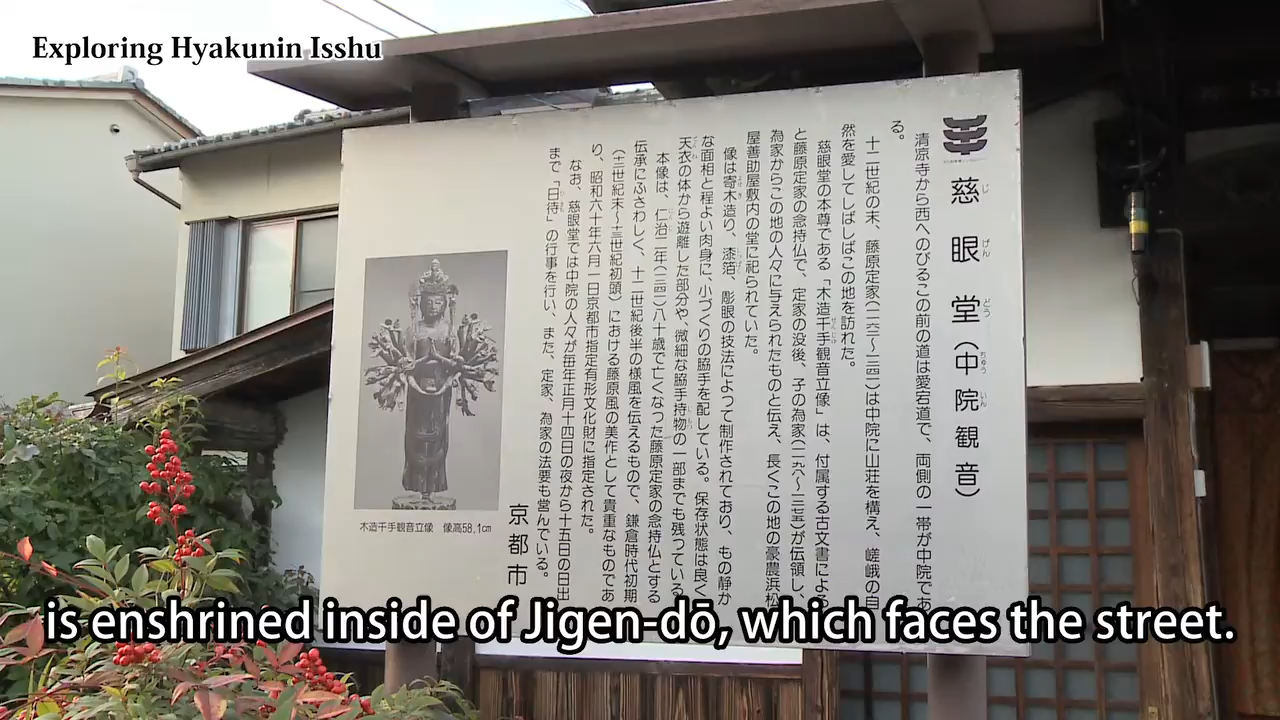 Exploring Hyakunin Isshu
慈眼堂(中院観音)
清凉寺から西へのびるこの前の道は愛宕道で、両側の一帯が中院であ
る。
十二世紀の末、藤原定家(一一六二〜一二四一)は中院に山荘を構え、嵯峨の自
然を愛してしばしばこの地を訪れた。
慈眼堂の本尊である「木造千手観音立像」は、付属する古文書による
と藤原定家の念持仏で、定家の没後、子の為家(一一九八〜一二七五)が伝領し、
為家からこの地の人々に与えられたものと伝え、長くこの地の豪農浜松
屋善助屋敷内の堂に祀られていた。
像は寄木造り、漆箔、彫眼の技法によって制作されており、もの静か
な面相と程よい肉身に、小づくりの脇手を配している。保存状態は良く
天衣の体から遊離した部分や、微細な脇手持物の一部までも残っている。
本像は、仁治二年(一二四一)八十歳で亡くなった藤原定家の念持仏とする
伝承にふさわしく、十二世紀後半の様風を伝えるもので、鎌倉時代初期
(十二世紀末〜十三世紀初頭)における藤原風の美作として貴重なものであ
り、昭和六十年六月一日京都市指定有形文化財に指定された。
なお、慈眼堂では中院の人々が毎年正月十四日の夜から十五日の日出
まで「日待」の行事を行い、また、定家、為家の法要も営んでいる。
京都市
木造千手観音立像 像高58.1cm
is enshrined inside of Jigen-dō, which faces the street.